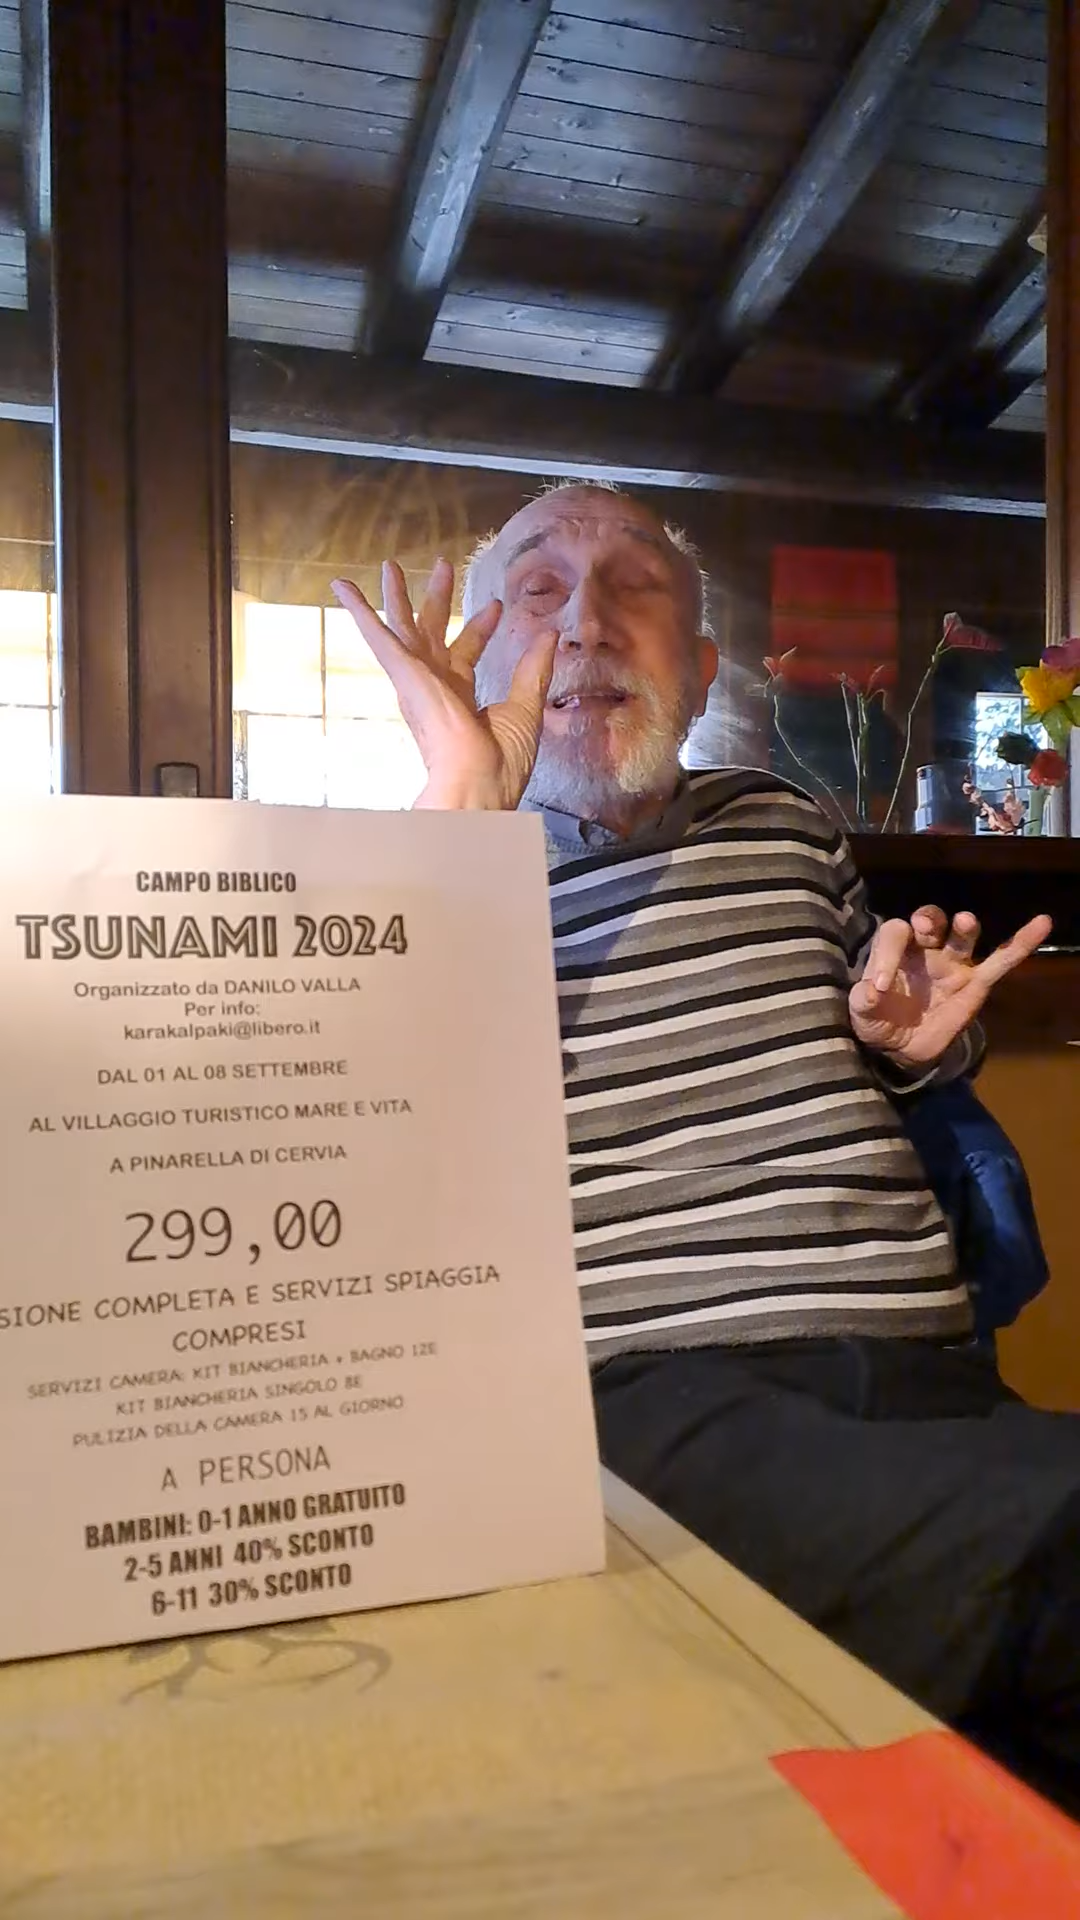 CAMPO BIBLICO
TSUNAMI 2024
Organizzato da DANILO VALLA
Per info:
karakalpaki@libero.it
DAL 01 AL 08 SETTEMBRE
AL VILLAGGIO TURISTICO MARE E VITA
A PINARELLA DI CERVIA
299,00
SIONE COMPLETA E SERVIZI SPIAGGIA
COMPRESI
SERVIZI CAMERA: KIT BIANCHERIA + BAGNO 12E
KIT BIANCHERIA SINGOLO 8E
PULIZIA DELLA CAMERA 15 AL GIORNO
A PERSONA
BAMBINI: 0-1 ANNO GRATUITO
2-5 ANNI 40% SCONTO
6-11 30% SCONTO